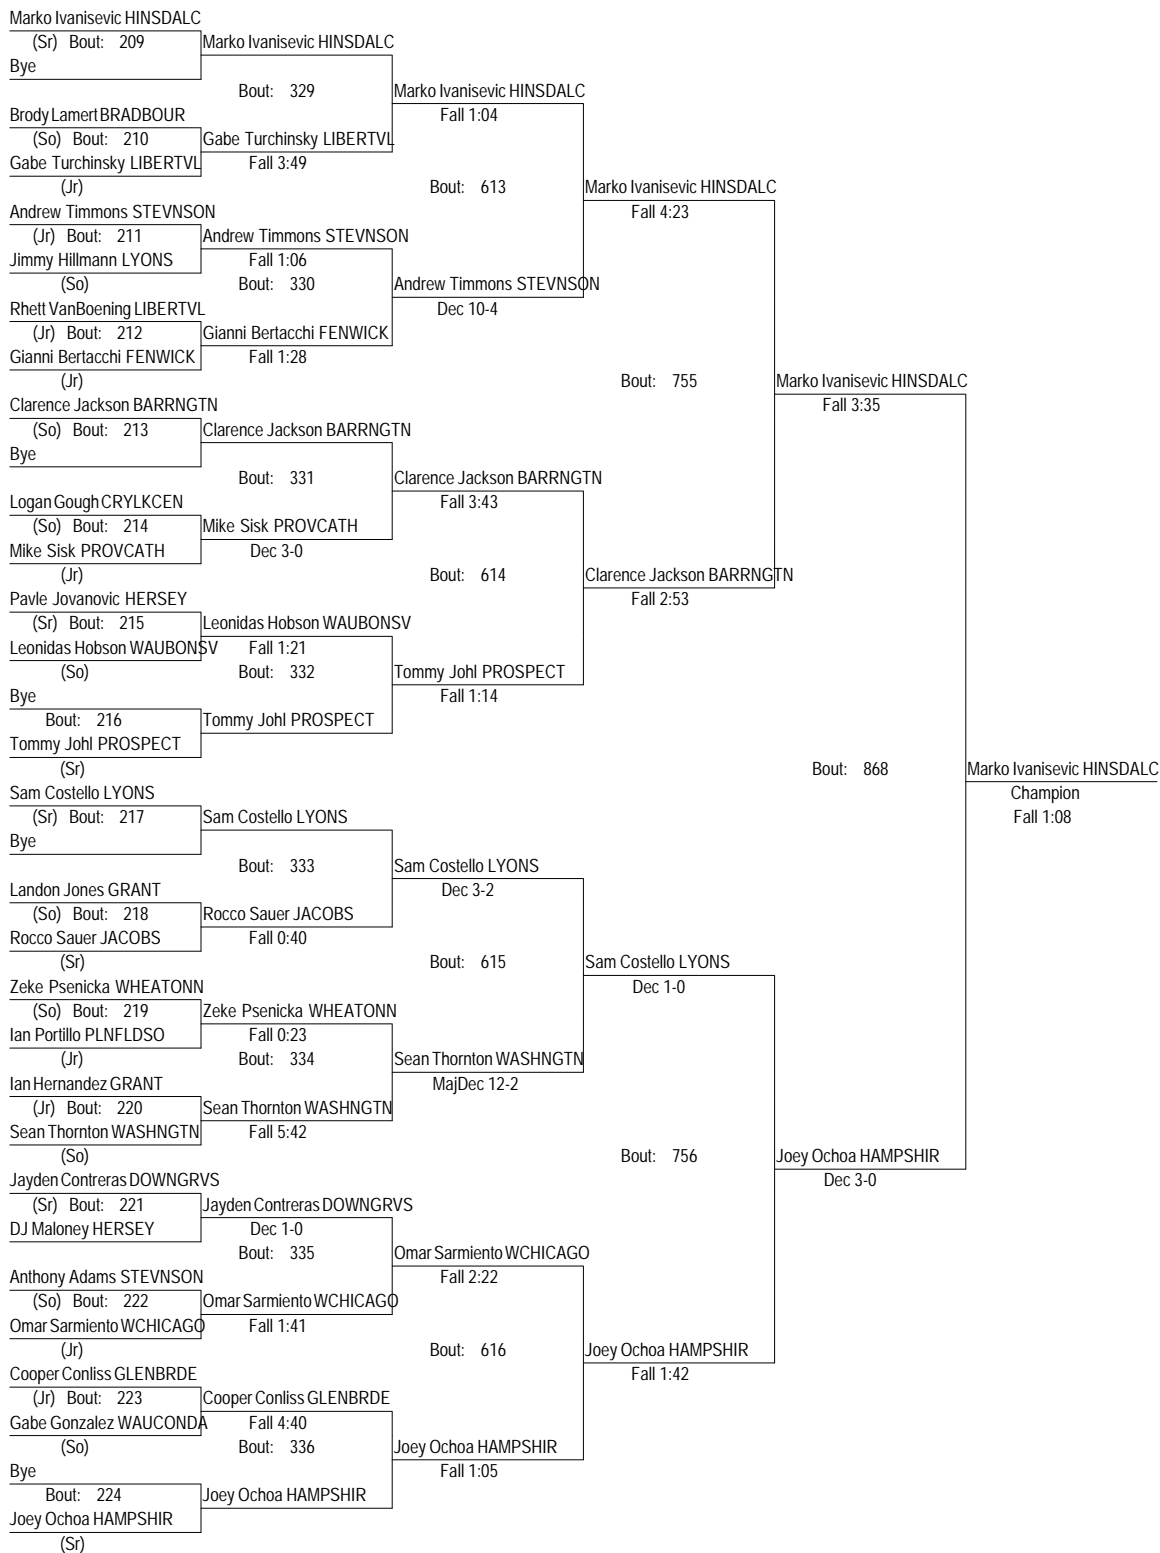 Marko Ivanisevic HINSDALC
(Sr) Bout: 209 Marko Ivanisevic HINSDALC
Bye
Bout: 329 Marko Ivanisevic HINSDALC
Brody Lamert BRADBOUR Fall 1:04
(So) Bout: 210 Gabe Turchinsky LIBERTVL
Gabe Turchinsky LIBERTVL Fall 3:49
(Jr) Bout: 613 Marko Ivanisevic HINSDALC
Andrew Timmons STEVNSON Fall 4:23
(Jr) Bout: 211 Andrew Timmons STEVNSON
Jimmy Hillmann LYONS Fall 1:06
(So) Bout: 330 Andrew Timmons STEVNSON
Rhett VanBoening LIBERTVL Dec 10-4
(Jr) Bout: 212 Gianni Bertacchi FENWICK
Gianni Bertacchi FENWICK Fall 1:28
(Jr) Bout: 755 Marko Ivanisevic HINSDALC
Clarence Jackson BARRNGTN Fall 3:35
(So) Bout: 213 Clarence Jackson BARRNGTN
Bye
Bout: 331 Clarence Jackson BARRNGTN
Logan Gough CRYLKCEN Fall 3:43
(So) Bout: 214 Mike Sisk PROVCATH
Mike Sisk PROVCATH Dec 3-0
(Jr) Bout: 614 Clarence Jackson BARRNGTN
Pavle Jovanovic HERSEY Fall 2:53
(Sr) Bout: 215 Leonidas Hobson WAUBONSV
Leonidas Hobson WAUBONSV Fall 1:21
(So) Bout: 332 Tommy Johl PROSPECT
Bye Fall 1:14
Bout: 216 Tommy Johl PROSPECT
Tommy Johl PROSPECT
(Sr) Bout: 868 Marko Ivanisevic HINSDALC
Sam Costello LYONS Champion
(Sr) Bout: 217 Sam Costello LYONS Fall 1:08
Bye
Bout: 333 Sam Costello LYONS
Landon Jones GRANT Dec 3-2
(So) Bout: 218 Rocco Sauer JACOBS
Rocco Sauer JACOBS Fall 0:40
(Sr) Bout: 615 Sam Costello LYONS
Zeke Psenicka WHEATONN Dec 1-0
(So) Bout: 219 Zeke Psenicka WHEATONN
Ian Portillo PLNFLDSO Fall 0:23
(Jr) Bout: 334 Sean Thornton WASHNGTN
Ian Hernandez GRANT MajDec 12-2
(Jr) Bout: 220 Sean Thornton WASHNGTN
Sean Thornton WASHNGTN Fall 5:42
(So) Bout: 756 Joey Ochoa HAMPSHIR
Jayden Contreras DOWNGRVS Dec 3-0
(Sr) Bout: 221 Jayden Contreras DOWNGRVS
DJ Maloney HERSEY Dec 1-0
Bout: 335 Omar Sarmiento WCHICAGO
Anthony Adams STEVNSON Fall 2:22
(So) Bout: 222 Omar Sarmiento WCHICAGO
Omar Sarmiento WCHICAGO Fall 1:41
(Jr) Bout: 616 Joey Ochoa HAMPSHIR
Cooper Conliss GLENBRDE Fall 1:42
(Jr) Bout: 223 Cooper Conliss GLENBRDE
Gabe Gonzalez WAUCONDA Fall 4:40
(So) Bout: 336 Joey Ochoa HAMPSHIR
Bye Fall 1:05
Bout: 224 Joey Ochoa HAMPSHIR
Joey Ochoa HAMPSHIR
(Sr)